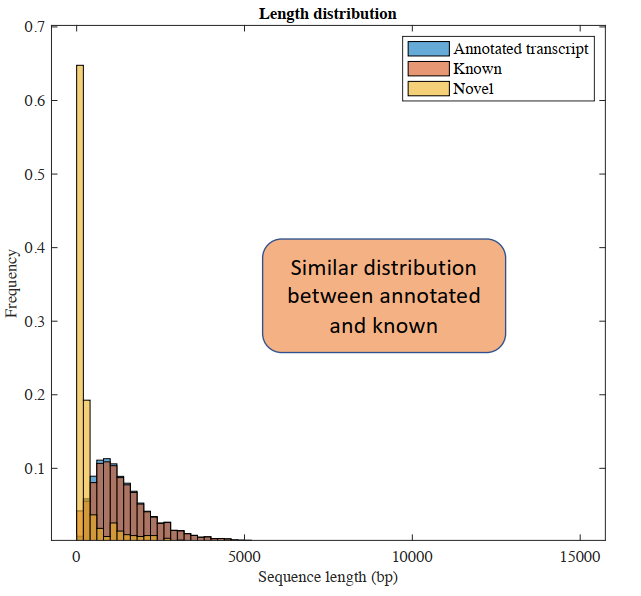 Length distribution
0.7
0.6
0.5
0.4
0.3
0.2
0.1
Frequency
Annotated transcript
Known
Novel
Similar distribution
between annotated
and known
0
5000
10000
15000
Sequence length (bp)